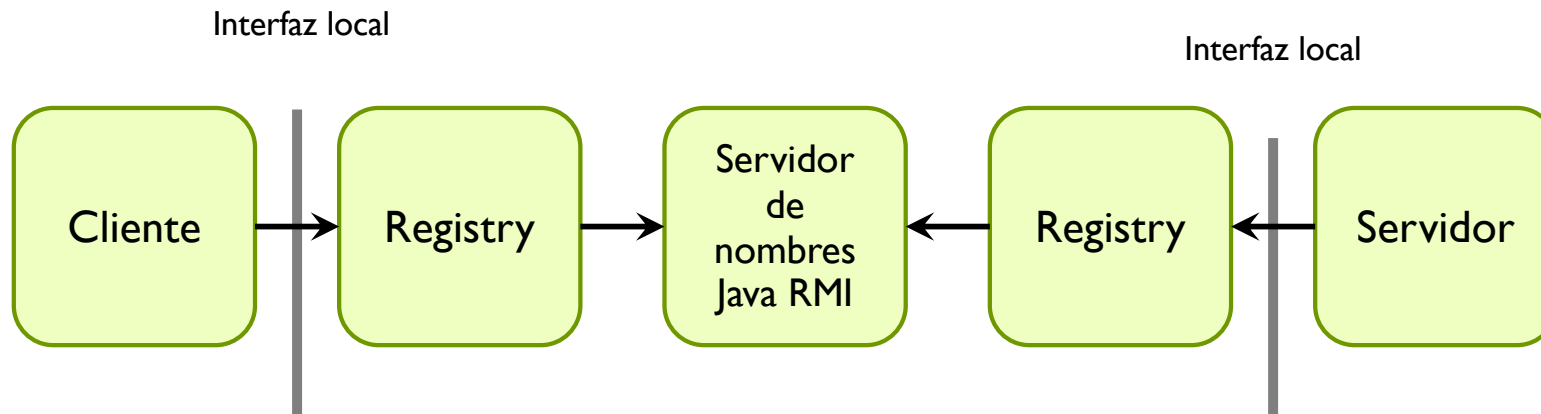 Interfaz local
Interfaz local
Cliente
Registry
Servidor
de
nombres
Java RMI
Registry
Servidor